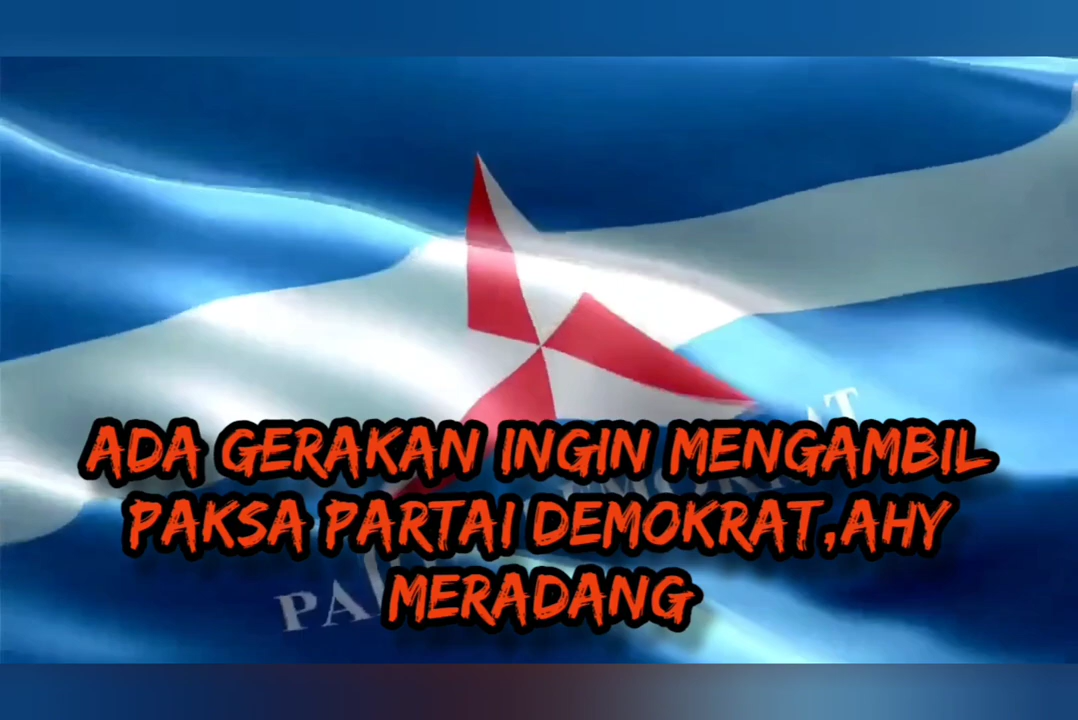 ADA GERAKAN INGIN MENGAMBIL
PAKSA PARTAI DEMOKRAT,AHY
MERADANG